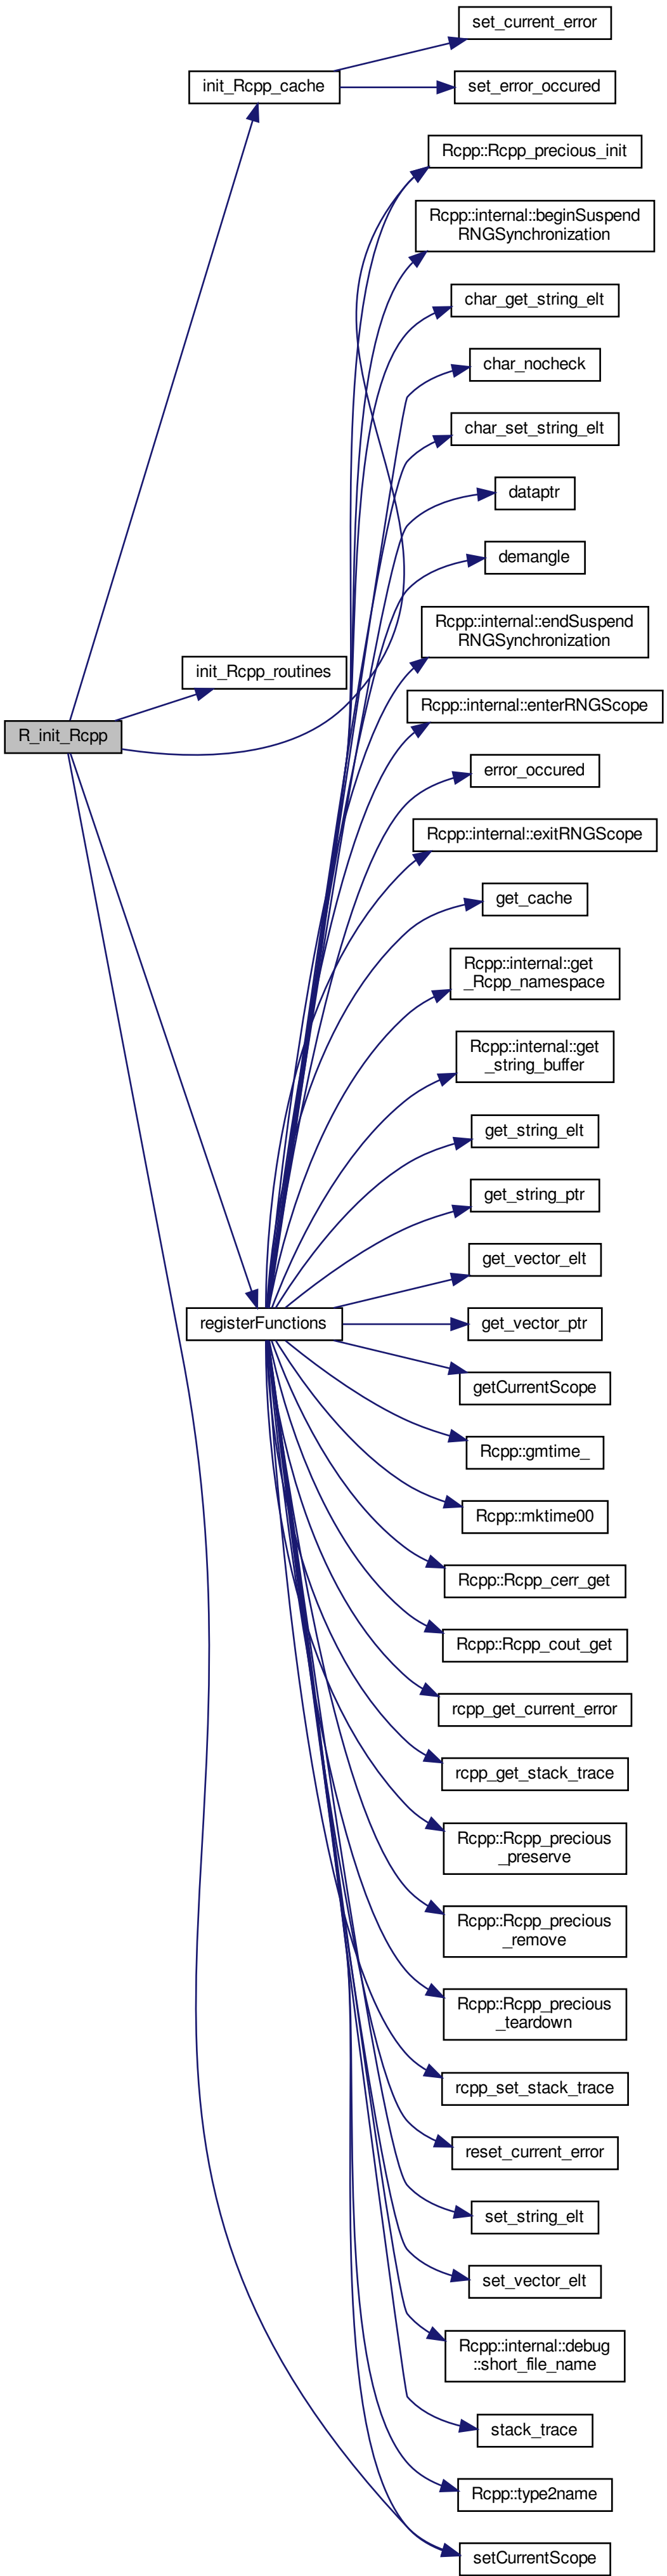 set_current_error
init_Rcpp_cache
set_error_occured
Rcpp::Rcpp_precious_init
Rcpp::internal::beginSuspend
RNGSynchronization
char_get_string_elt
char_nocheck
char_set_string_elt
dataptr
demangle
Rcpp::internal::endSuspend
RNGSynchronization
init_Rcpp_routines
Rcpp::internal::enterRNGScope
R_init_Rcpp
error_occured
Rcpp::internal::exitRNGScope
get_cache
Rcpp::internal::get
_Rcpp_namespace
Rcpp::internal::get
_string_buffer
get_string_elt
get_string_ptr
get_vector_elt
registerFunctions
get_vector_ptr
getCurrentScope
Rcpp::gmtime_
Rcpp::mktime00
Rcpp::Rcpp_cerr_get
Rcpp::Rcpp_cout_get
rcpp_get_current_error
rcpp_get_stack_trace
Rcpp::Rcpp_precious
_preserve
Rcpp::Rcpp_precious
_remove
Rcpp::Rcpp_precious
_teardown
rcpp_set_stack_trace
reset_current_error
set_string_elt
set_vector_elt
Rcpp::internal::debug
::short_file_name
stack_trace
Rcpp::type2name
setCurrentScope